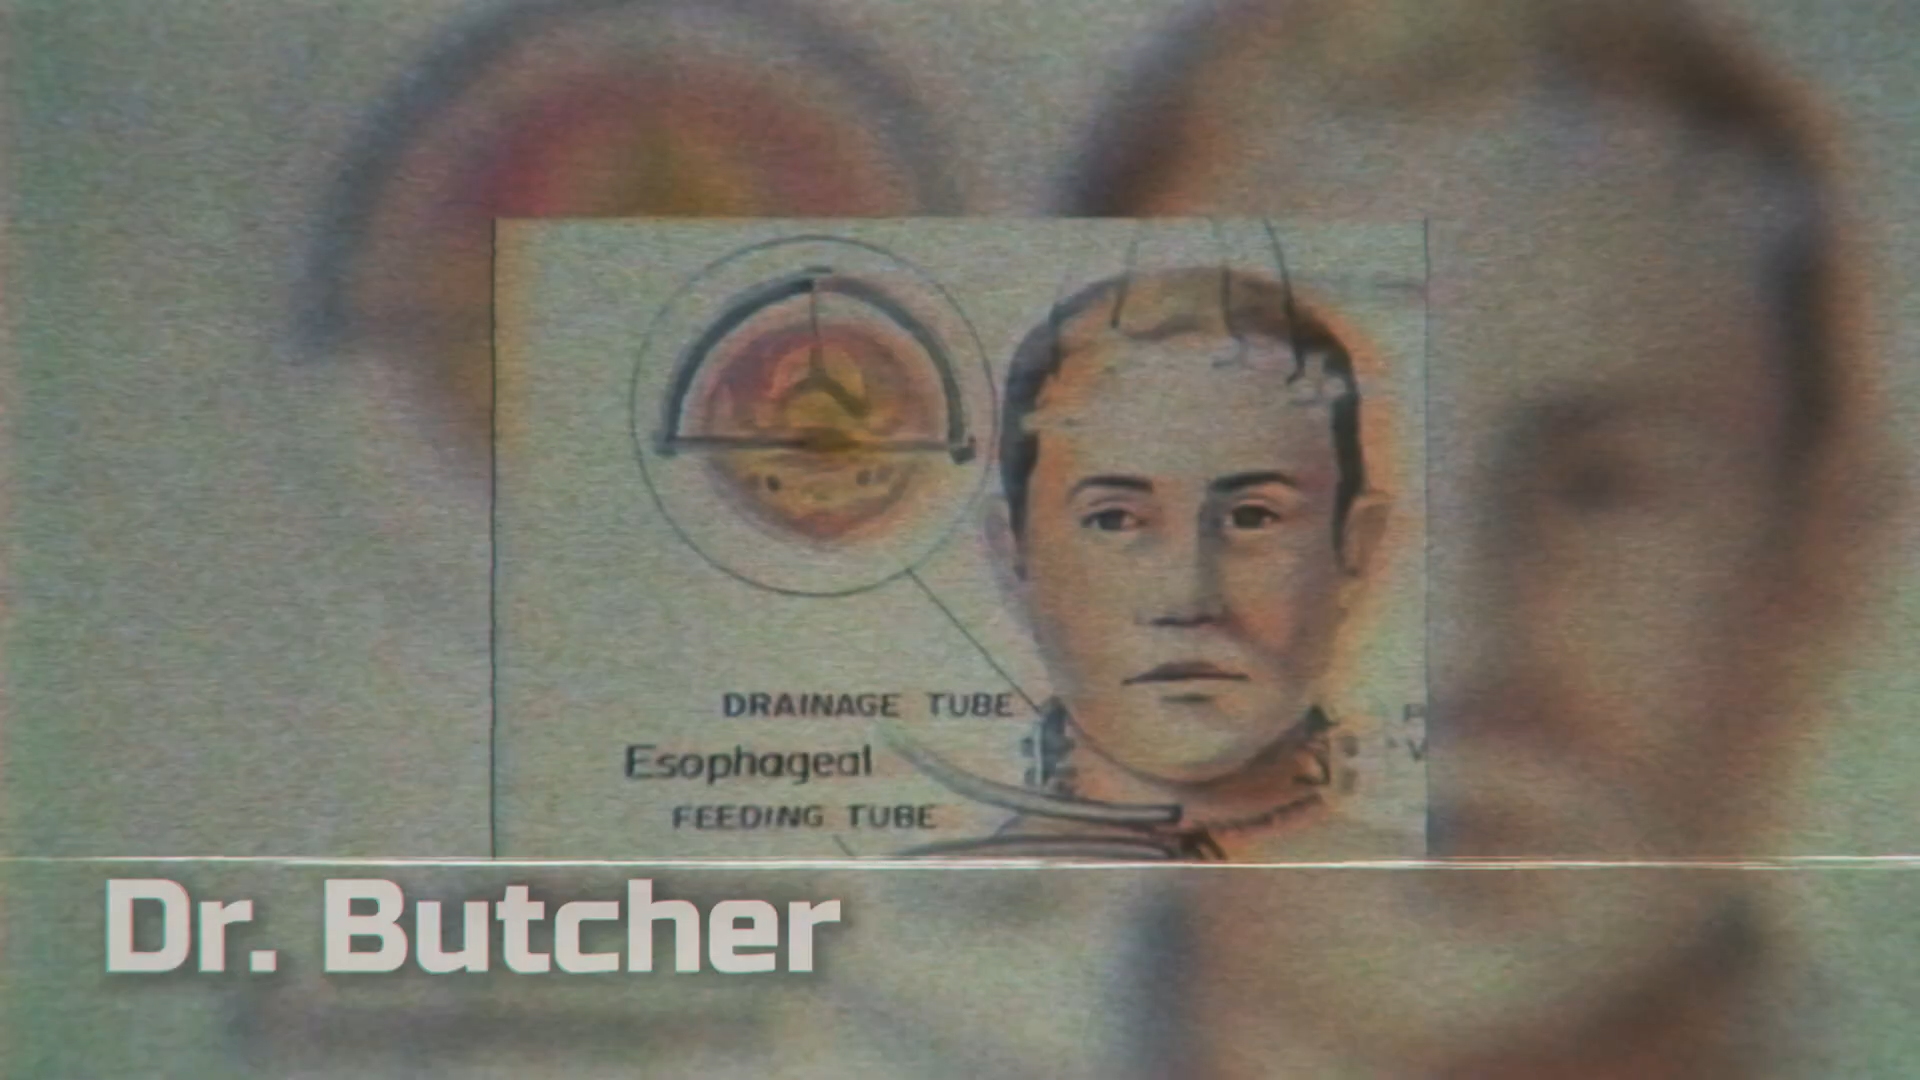 DRAINAGE TUBE
Esophageal
FEEDING TUBE
Dr. Butcher